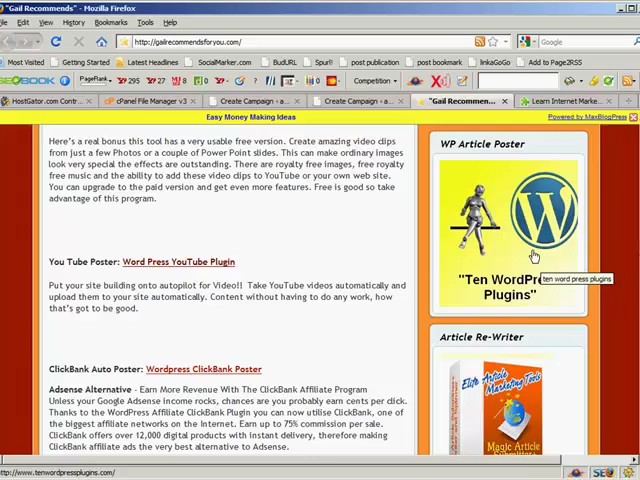 "Gail Recommends" - Mozilla Firefox
File Edit View History Bookmarks Tools Help
http://gailrecommendsforyou.com/
Google
Most Visited Getting Started Latest Headlines SocialMarker.com BudURL Spurl! post publication post bookmark linkaGoGo Add to Page2RSS
SEOBOOK PageRank 295 27 0 Competition
HostGator.com Contr... cPanel File Manager v3 Create Campaign ‹ a... Create Campaign ‹ a... "Gail Recommen... Learn Internet Marke...
Easy Money Making Ideas
Powered by MaxBlogPress
Here's a real bonus this tool has a very usable free version. Create amazing video clips
from just a few Photos or a couple of Power Point slides. This can make ordinary images
look very special the effects are outstanding. There are royalty free images, free royalty
free music and the ability to add these video clips to YouTube or your own web site.
You can upgrade to the paid version and get even more features. Free is good so take
advantage of this program.
You Tube Poster: Word Press YouTube Plugin
Put your site building onto autopilot for Video!! Take YouTube videos automatically and
upload them to your site automatically. Content without having to do any work, how
that's got to be good.
ClickBank Auto Poster: Wordpress ClickBank Poster
Adsense Alternative - Earn More Revenue With The ClickBank Affiliate Program
Unless your Google Adsense income rocks, chances are you probably earn cents per click.
Thanks to the WordPress Affiliate ClickBank Plugin you can now utilise ClickBank, one of
the biggest affiliate networks on the Internet. Earn up to 75% commission per sale.
ClickBank offers over 12,000 digital products with instant delivery, therefore making
ClickBank affiliate ads the very best alternative to Adsense.
WP Article Poster
W
"Ten WordPre
Plugins"
ten word press plugins
Article Re-Writer
Elite Article Marketing Tools
Magic Article
http://www.tenwordpressplugins.com/
SEO